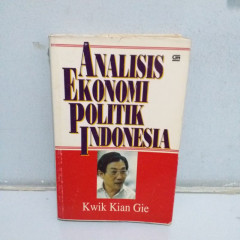 ANALISIS
EKONOMI
POLITIK
INDONESIA
Kwik Kian Gie